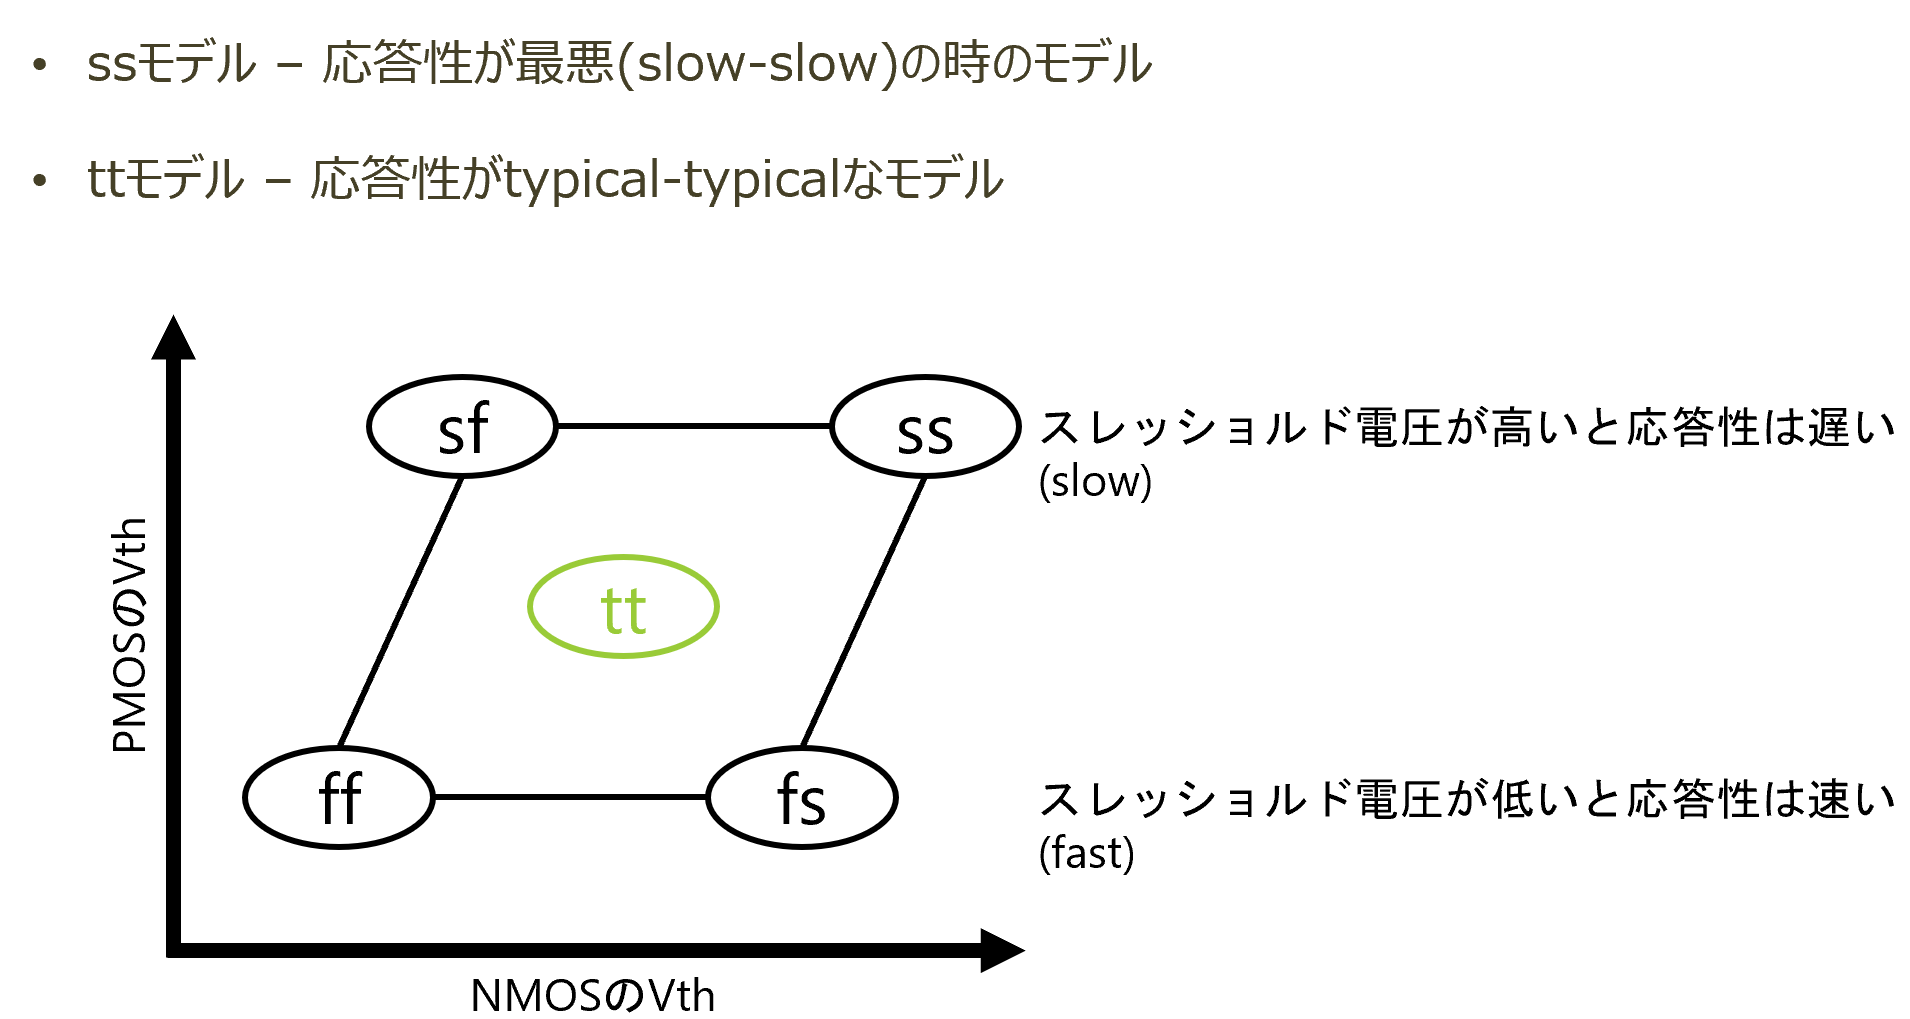 • ssモデル – 応答性が最悪(slow-slow)の時のモデル
• ttモデル – 応答性がtypical-typicalなモデル
sf
ss
スレッショルド電圧が高いと応答性は遅い
(slow)
PMOSのVth
tt
ff
fs
スレッショルド電圧が低いと応答性は速い
(fast)
NMOSのVth